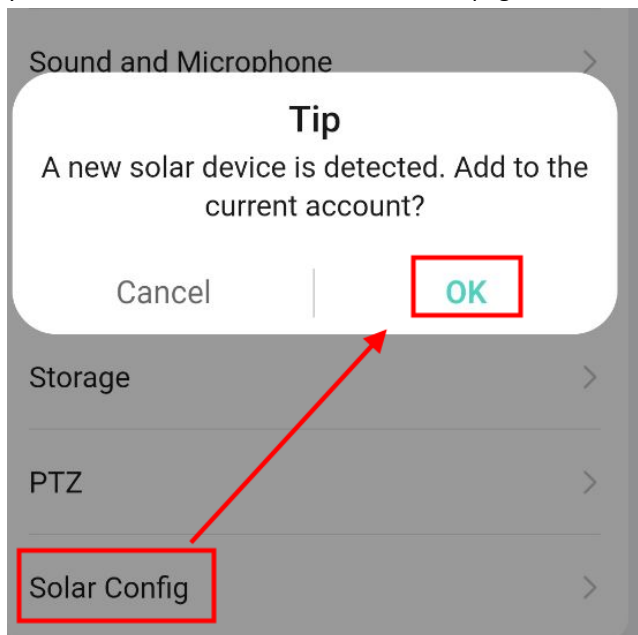 Sound and Microphone
Tip
A new solar device is detected. Add to the
current account?
Cancel
OK
Storage
PTZ
Solar Config